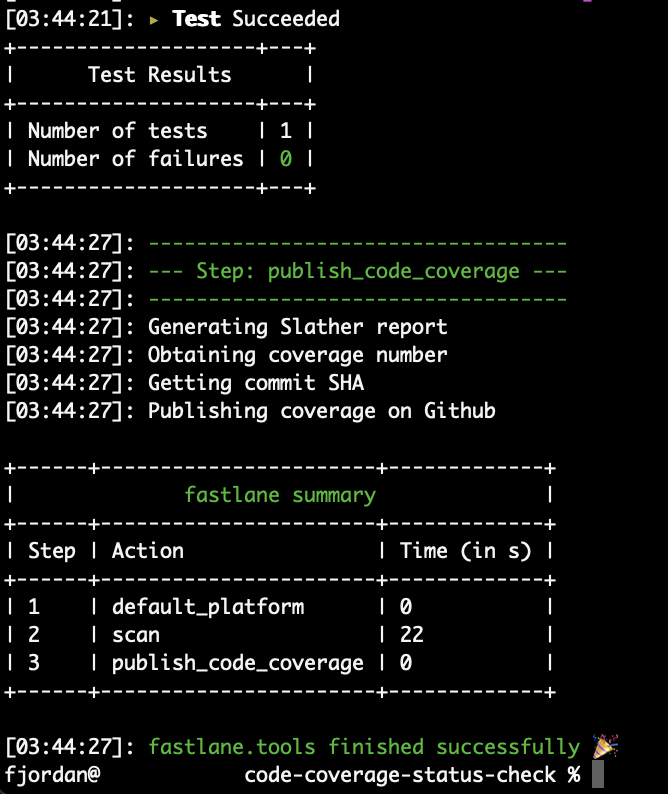 [03:44:21]: ▸ Test Succeeded
+--------------------+---+
|      Test Results      |
+--------------------+---+
| Number of tests    | 1 |
| Number of failures | 0 |
+--------------------+---+
[03:44:27]: -----------------------------------
[03:44:27]: --- Step: publish_code_coverage ---
[03:44:27]: -----------------------------------
[03:44:27]: Generating Slather report
[03:44:27]: Obtaining coverage number
[03:44:27]: Getting commit SHA
[03:44:27]: Publishing coverage on Github
+------+-----------------------+-------------+
|              fastlane summary              |
+------+-----------------------+-------------+
| Step | Action                | Time (in s) |
+------+-----------------------+-------------+
| 1    | default_platform      | 0           |
| 2    | scan                  | 22          |
| 3    | publish_code_coverage | 0           |
+------+-----------------------+-------------+
[03:44:27]: fastlane.tools finished successfully 🎉
fjordan@            code-coverage-status-check %